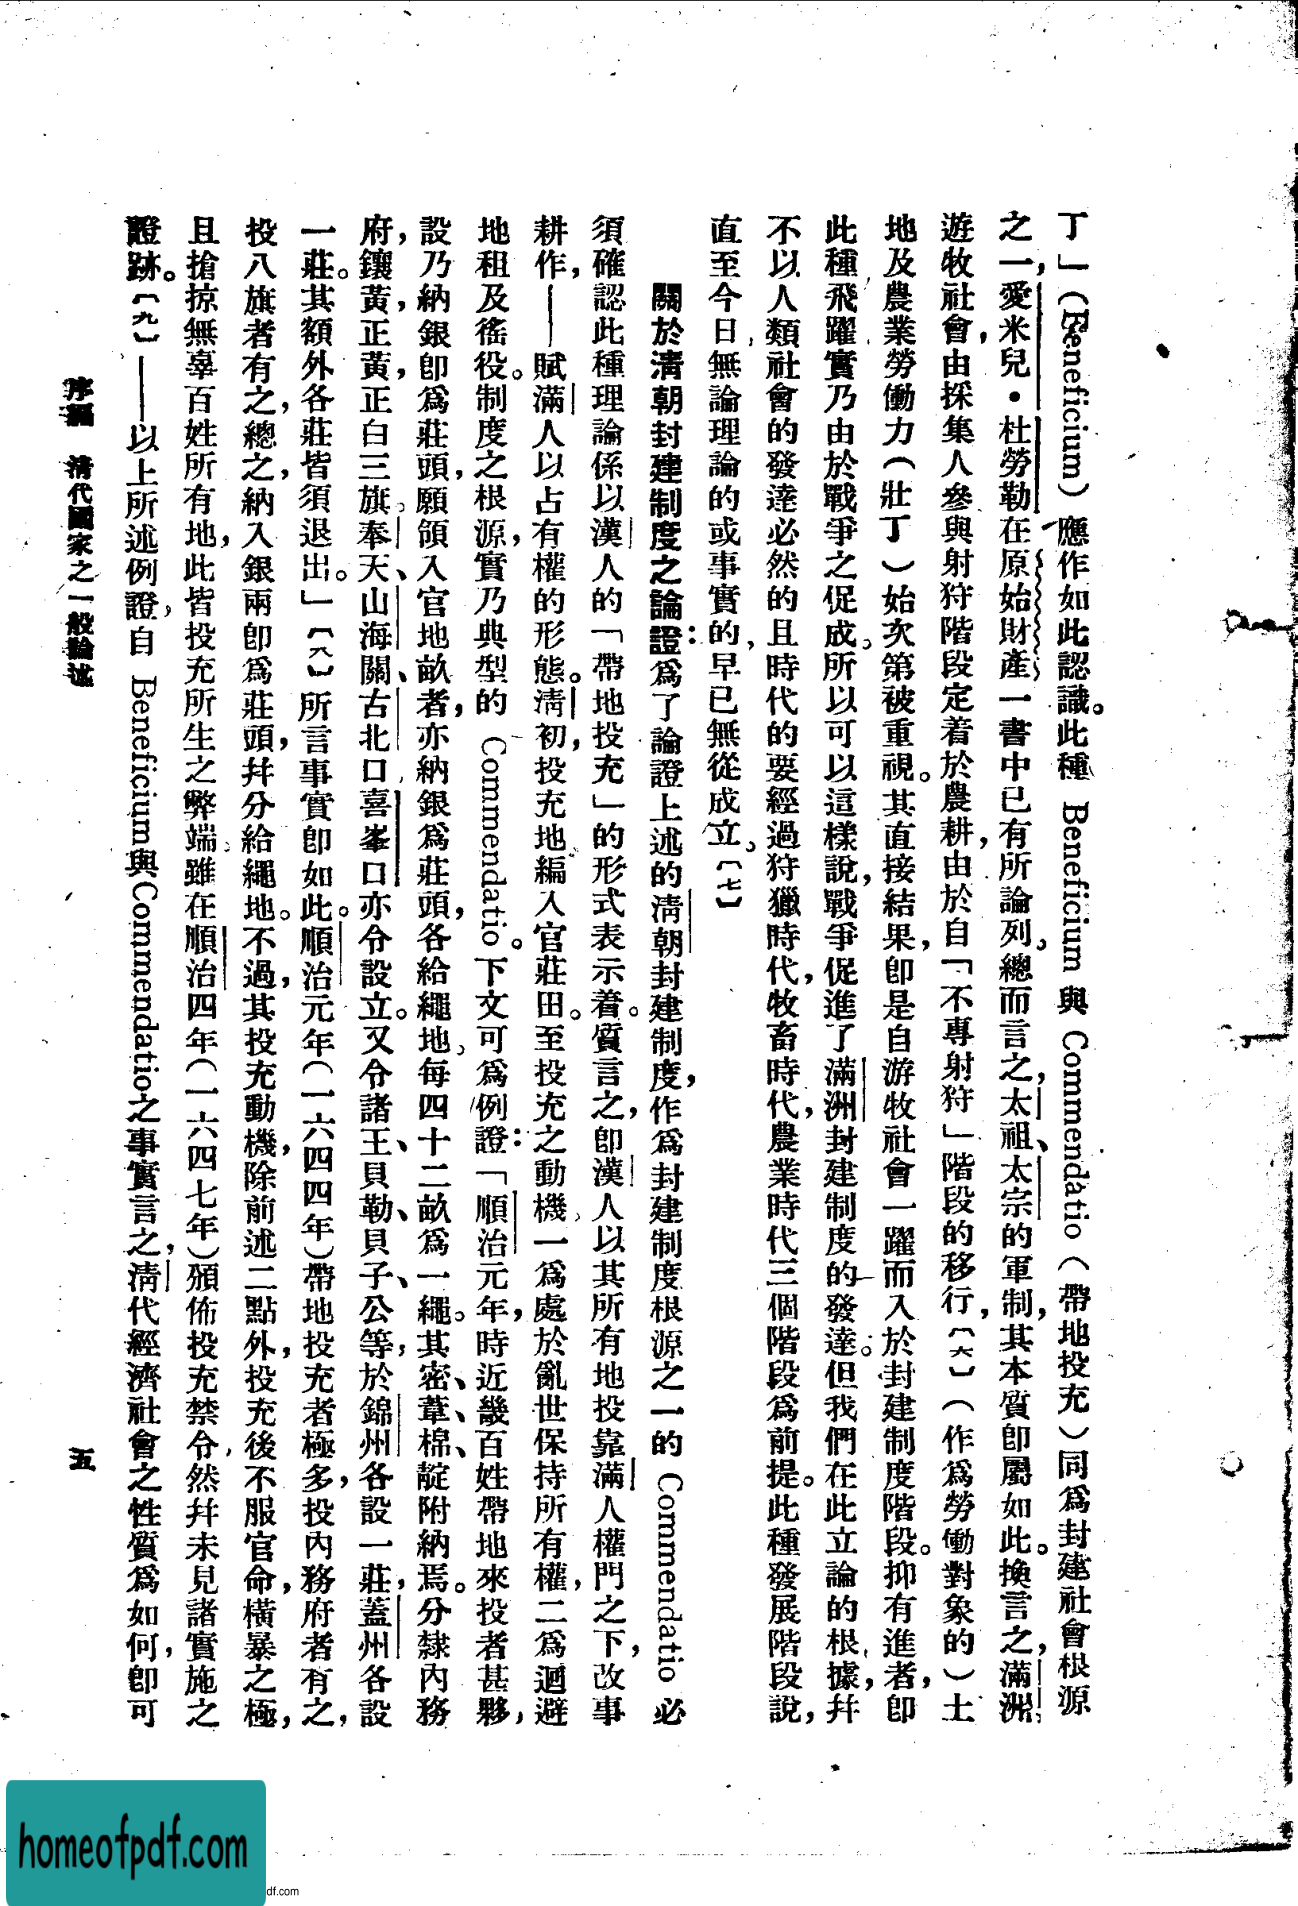 丁」（Beneficium）應作如此認識。此種 Beneficium 與 Commendatio（帶地投充）同爲封建社會根源
之一，愛米兒・杜勞勒在原始財產一書中已有所論列。總而言之，太祖、太宗的軍制，其本質卽屬如此。換言之，滿洲
遊牧社會，由採集人參與射狩階段定着於農耕，由於自「不專射狩」階段的移行，〔六〕（作爲勞働對象的）土
地及農業勞働力（壯丁）始次第被重視。其直接結果，卽是自游牧社會一躍而入於封建制度階段。抑有進者，卽
此種飛躍實乃由於戰爭之促成。所以可以這樣說，戰爭促進了滿洲封建制度的發達。但我們在此立論的根據，幷
不以人類社會的發達必然的且時代的要經過狩獵時代，牧畜時代，農業時代三個階段爲前提。此種發展階段說，
直至今日，無論理論的或事實的，早已無從成立。〔七〕
關於清朝封建制度之論證：爲了論證上述的清朝封建制度，作爲封建制度根源之一的 Commendatio 必
須確認此種理論係以漢人的「帶地投充」的形式表示着。質言之，卽漢人以其所有地投靠滿人權門之下，改事
耕作，——賦滿人以占有權的形態。清初，投充地編入官莊田。至投充之動機，一爲處於亂世保持所有權，二爲迴避
地租及徭役。制度之根源，實乃典型的 Commendatio。下文可爲例證：「順治元年，時近畿百姓帶地來投者甚夥，
設乃納銀卽爲莊頭，願領入官地畝者，亦納銀爲莊頭，各給繩地，每四十二畝爲一繩。其密、葦、棉、靛附納焉。分隸內務
府，鑲黃，正黃，正白三旗。奉天、山海關、古北口，喜峯口亦令設立。又令諸王、貝勒、貝子、公等，於錦州各設一莊，蓋州各設
一莊。其額外各莊皆須退出。」〔八〕所言事實卽如此。順治元年（一六四四年）帶地投充者極多，投內務府者有之，
投八旗者有之，總之，納入銀兩卽爲莊頭，幷分給繩地。不過，其投充動機，除前述二點外，投充後不服官命，橫暴之極，
且搶掠無辜百姓所有地，此皆投充所生之弊端。雖在順治四年（一六四七年）頒佈投充禁令，然幷未見諸實施之
證跡。〔九〕——以上所述例證，自 Beneficium與Commendatio之事實言之，清代經濟社會之性質爲如何，卽可
序編　清代國家之一般論述　五
homeofpdf.com
df.com